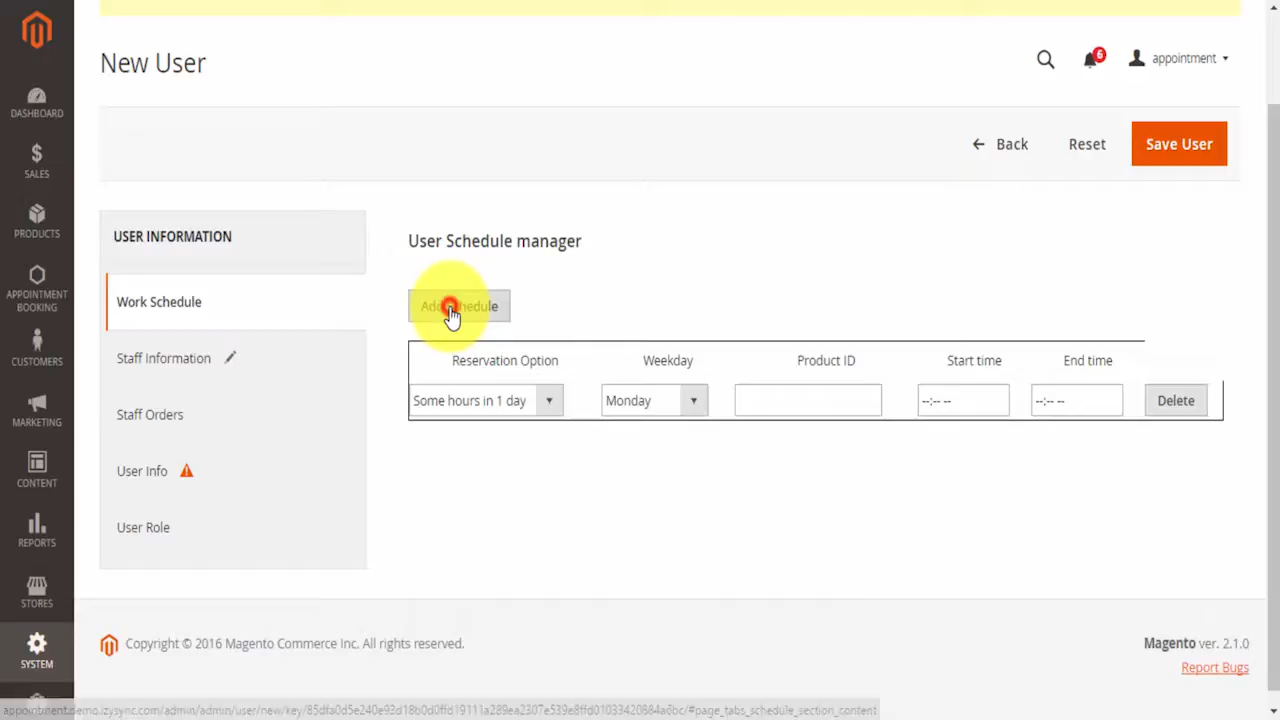 New User
6
appointment
Back
Reset
Save User
DASHBOARD
SALES
PRODUCTS
APPOINTMENT
BOOKING
CUSTOMERS
MARKETING
CONTENT
REPORTS
STORES
SYSTEM
USER INFORMATION
Work Schedule
Staff Information
Staff Orders
User Info
User Role
User Schedule manager
Add Schedule
Reservation Option Weekday Product ID Start time End time
Some hours in 1 day Monday --:-- -- --:-- -- Delete
Copyright © 2016 Magento Commerce Inc. All rights reserved.
Magento ver. 2.1.0
Report Bugs